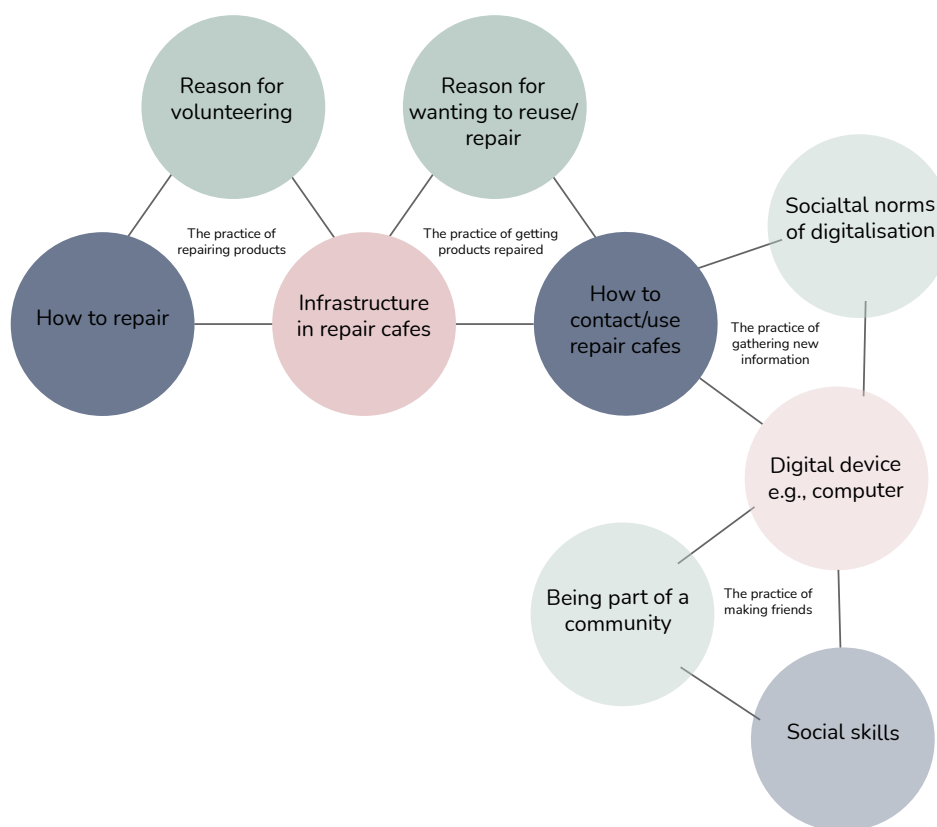 Reason for
volunteering
Reason for
wanting to reuse/
repair
Socialtal norms
of digitalisation
The practice of
repairing products
The practice of getting
products repaired
How to repair
Infrastructure
in repair cafes
How to
contact/use
repair cafes
The practice of
gathering new
information
Digital device
e.g., computer
Being part of a
community
The practice of
making friends
Social skills